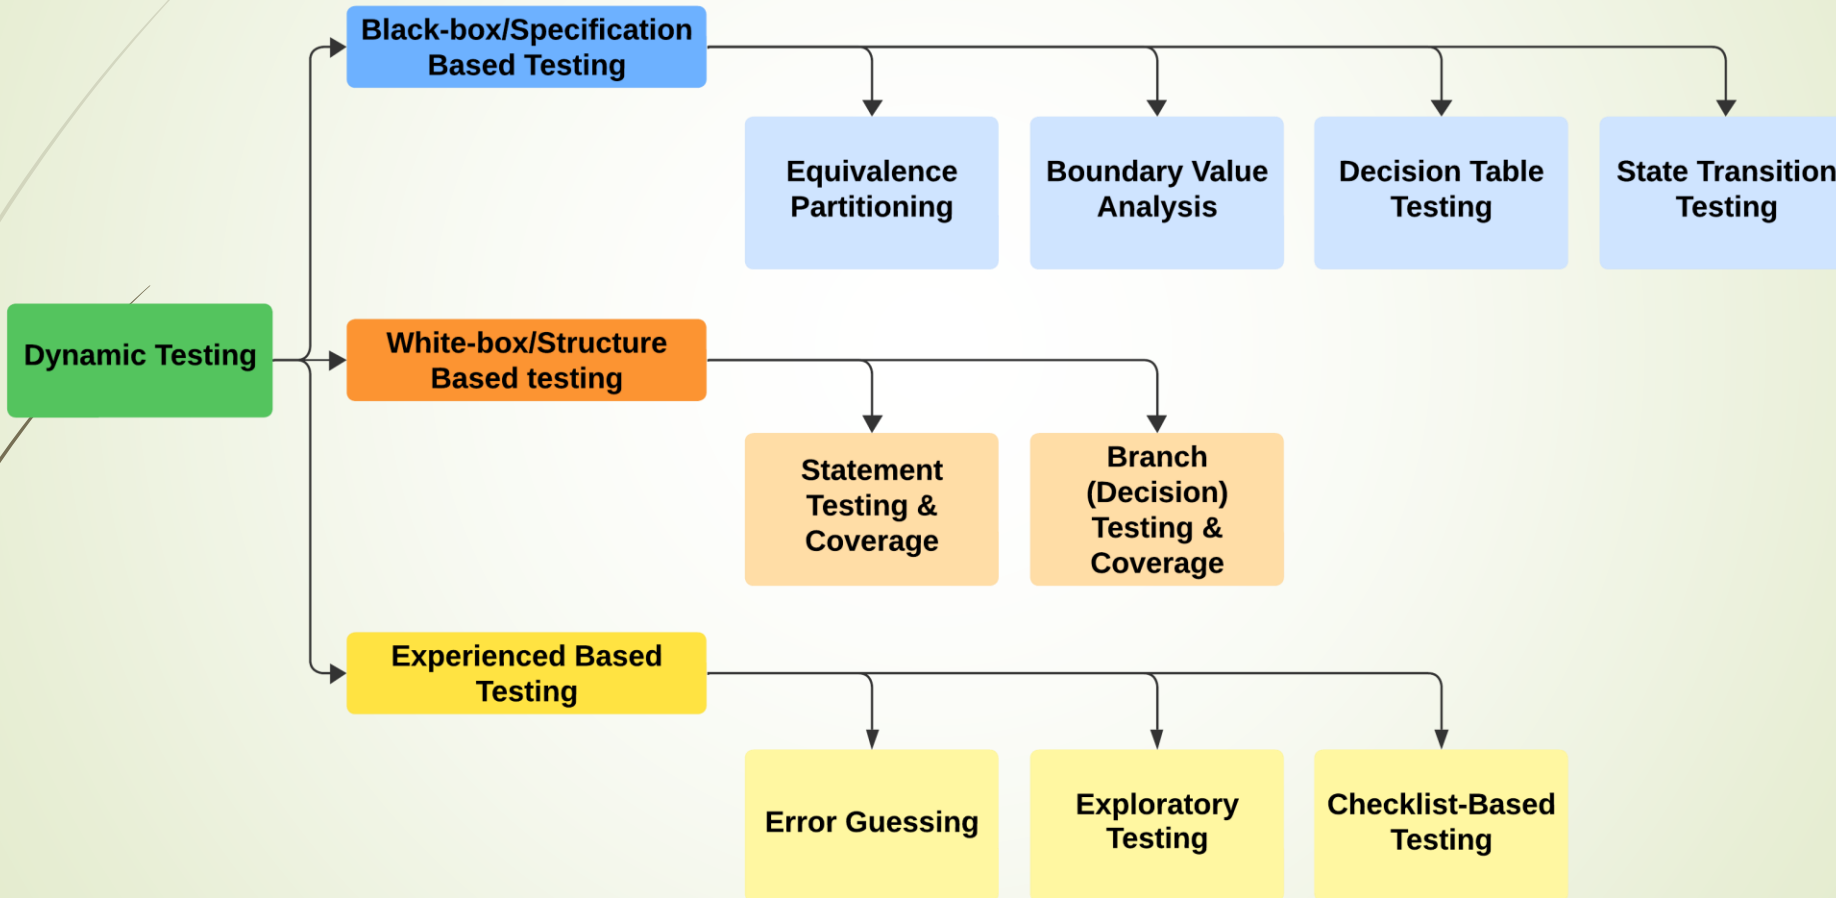 Black-box/Specification
Based Testing
Equivalence
Partitioning
Boundary Value
Analysis
Decision Table
Testing
State Transition
Testing
Dynamic Testing
White-box/Structure
Based testing
Statement
Testing &
Coverage
Branch
(Decision)
Testing &
Coverage
Experienced Based
Testing
Error Guessing
Exploratory
Testing
Checklist-Based
Testing